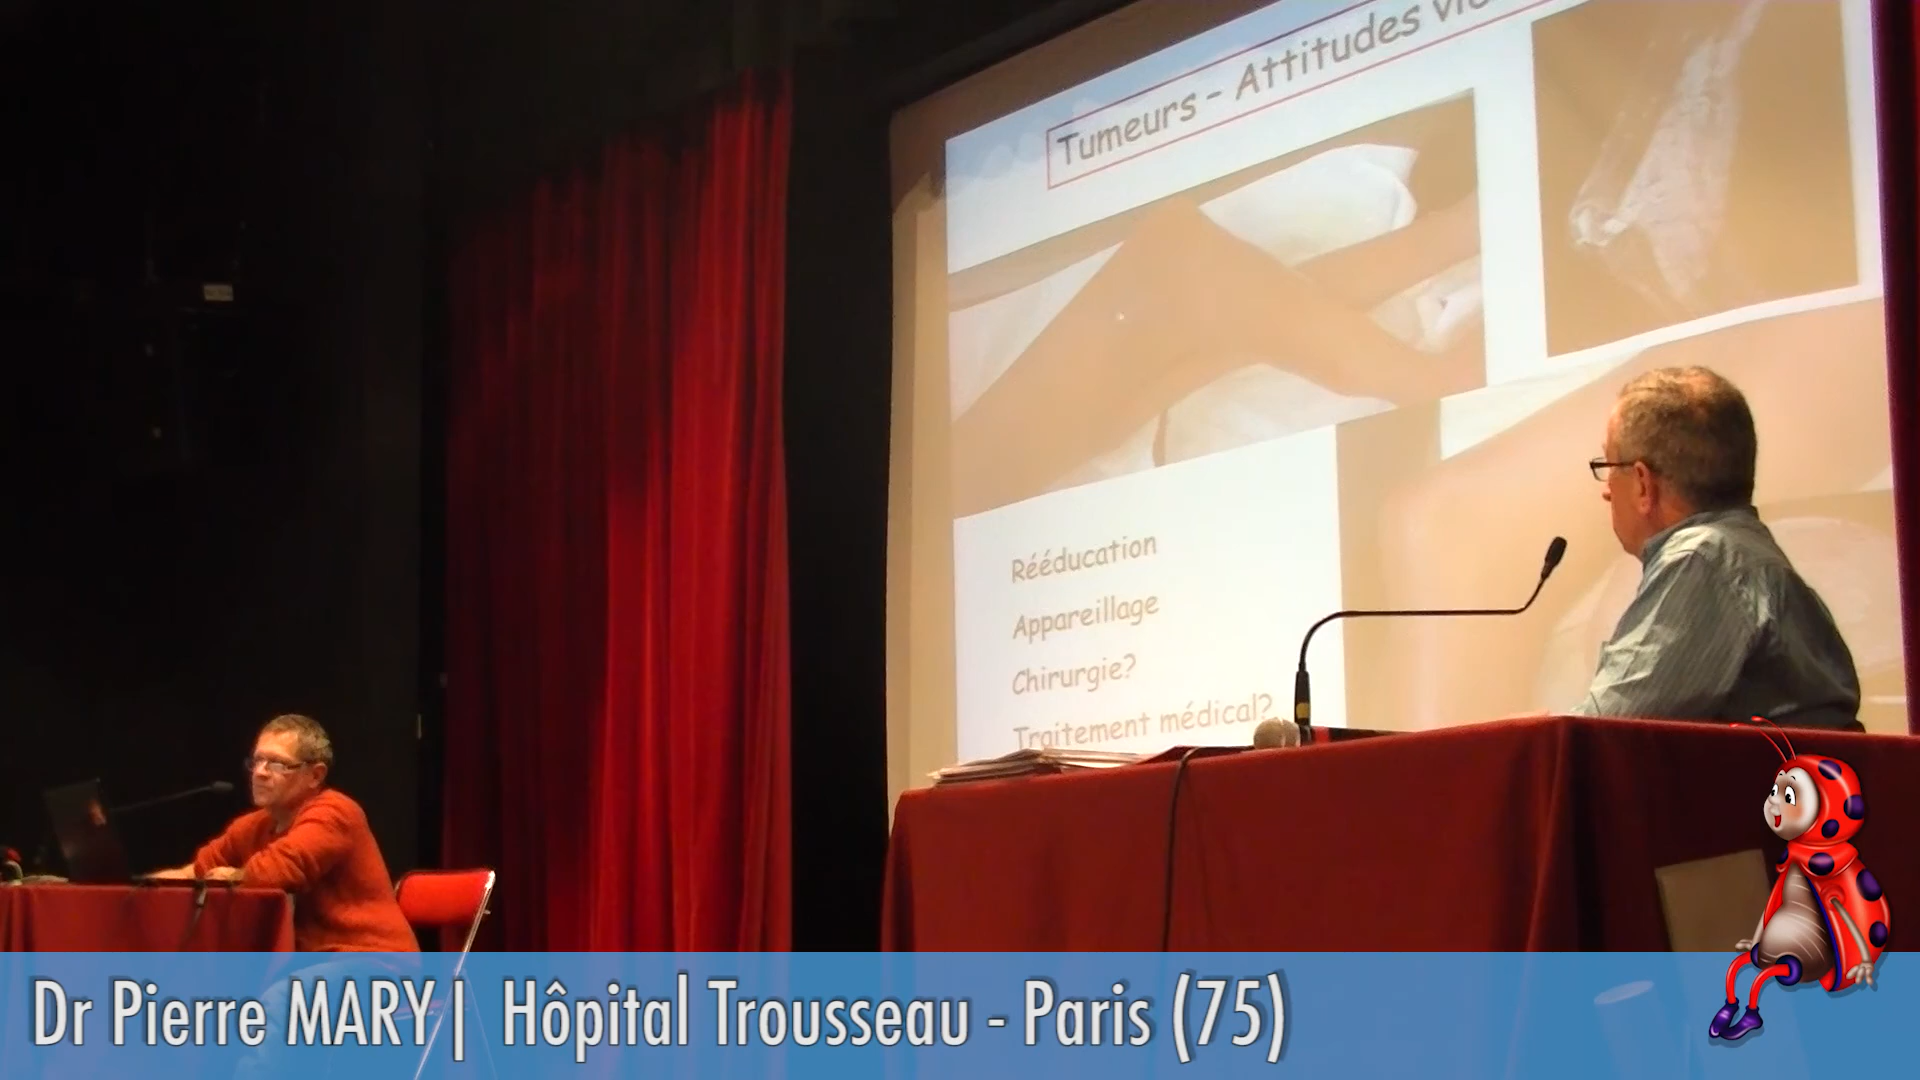 Tumeurs - Attitudes
Rééducation
Appareillage
Chirurgie?
Traitement médical?
Dr Pierre MARY | Hôpital Trousseau - Paris (75)